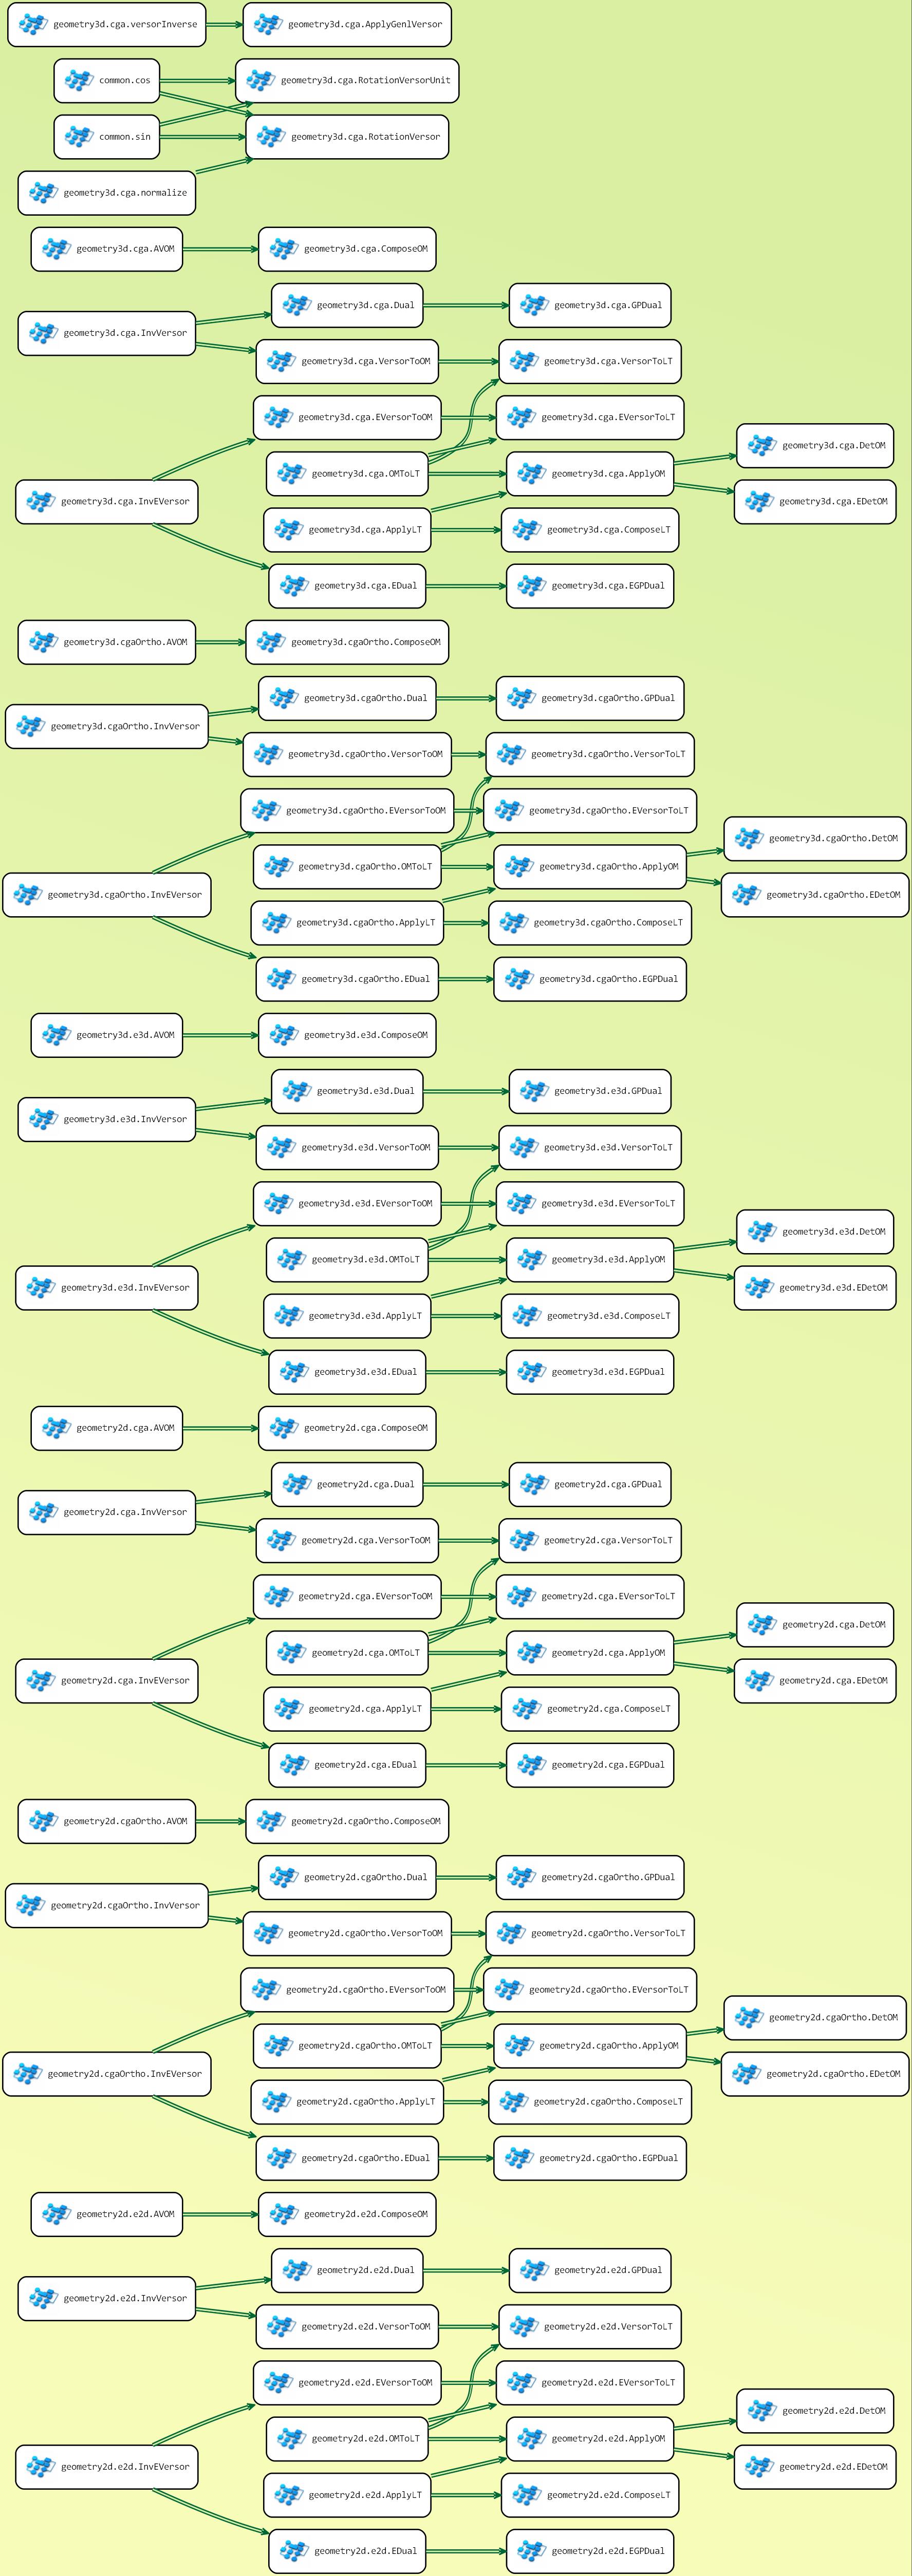 geometry3d.cga.versorInverse
geometry3d.cga.ApplyGenlVersor
common.cos
geometry3d.cga.RotationVersorUnit
common.sin
geometry3d.cga.RotationVersor
geometry3d.cga.normalize
geometry3d.cga.AVOM
geometry3d.cga.ComposeOM
geometry3d.cga.Dual
geometry3d.cga.GPDual
geometry3d.cga.InvVersor
geometry3d.cga.VersorToOM
geometry3d.cga.VersorToLT
geometry3d.cga.EVersorToOM
geometry3d.cga.EVersorToLT
geometry3d.cga.DetOM
geometry3d.cga.OMToLT
geometry3d.cga.ApplyOM
geometry3d.cga.InvEVersor
geometry3d.cga.EDetOM
geometry3d.cga.ApplyLT
geometry3d.cga.ComposeLT
geometry3d.cga.EDual
geometry3d.cga.EGPDual
geometry3d.cgaOrtho.AVOM
geometry3d.cgaOrtho.ComposeOM
geometry3d.cgaOrtho.Dual
geometry3d.cgaOrtho.GPDual
geometry3d.cgaOrtho.InvVersor
geometry3d.cgaOrtho.VersorToOM
geometry3d.cgaOrtho.VersorToLT
geometry3d.cgaOrtho.EVersorToOM
geometry3d.cgaOrtho.EVersorToLT
geometry3d.cgaOrtho.DetOM
geometry3d.cgaOrtho.OMToLT
geometry3d.cgaOrtho.ApplyOM
geometry3d.cgaOrtho.InvEVersor
geometry3d.cgaOrtho.EDetOM
geometry3d.cgaOrtho.ApplyLT
geometry3d.cgaOrtho.ComposeLT
geometry3d.cgaOrtho.EDual
geometry3d.cgaOrtho.EGPDual
geometry3d.e3d.AVOM
geometry3d.e3d.ComposeOM
geometry3d.e3d.Dual
geometry3d.e3d.GPDual
geometry3d.e3d.InvVersor
geometry3d.e3d.VersorToOM
geometry3d.e3d.VersorToLT
geometry3d.e3d.EVersorToOM
geometry3d.e3d.EVersorToLT
geometry3d.e3d.DetOM
geometry3d.e3d.OMToLT
geometry3d.e3d.ApplyOM
geometry3d.e3d.InvEVersor
geometry3d.e3d.EDetOM
geometry3d.e3d.ApplyLT
geometry3d.e3d.ComposeLT
geometry3d.e3d.EDual
geometry3d.e3d.EGPDual
geometry2d.cga.AVOM
geometry2d.cga.ComposeOM
geometry2d.cga.Dual
geometry2d.cga.GPDual
geometry2d.cga.InvVersor
geometry2d.cga.VersorToOM
geometry2d.cga.VersorToLT
geometry2d.cga.EVersorToOM
geometry2d.cga.EVersorToLT
geometry2d.cga.DetOM
geometry2d.cga.OMToLT
geometry2d.cga.ApplyOM
geometry2d.cga.InvEVersor
geometry2d.cga.EDetOM
geometry2d.cga.ApplyLT
geometry2d.cga.ComposeLT
geometry2d.cga.EDual
geometry2d.cga.EGPDual
geometry2d.cgaOrtho.AVOM
geometry2d.cgaOrtho.ComposeOM
geometry2d.cgaOrtho.Dual
geometry2d.cgaOrtho.GPDual
geometry2d.cgaOrtho.InvVersor
geometry2d.cgaOrtho.VersorToOM
geometry2d.cgaOrtho.VersorToLT
geometry2d.cgaOrtho.EVersorToOM
geometry2d.cgaOrtho.EVersorToLT
geometry2d.cgaOrtho.DetOM
geometry2d.cgaOrtho.OMToLT
geometry2d.cgaOrtho.ApplyOM
geometry2d.cgaOrtho.InvEVersor
geometry2d.cgaOrtho.EDetOM
geometry2d.cgaOrtho.ApplyLT
geometry2d.cgaOrtho.ComposeLT
geometry2d.cgaOrtho.EDual
geometry2d.cgaOrtho.EGPDual
geometry2d.e2d.AVOM
geometry2d.e2d.ComposeOM
geometry2d.e2d.Dual
geometry2d.e2d.GPDual
geometry2d.e2d.InvVersor
geometry2d.e2d.VersorToOM
geometry2d.e2d.VersorToLT
geometry2d.e2d.EVersorToOM
geometry2d.e2d.EVersorToLT
geometry2d.e2d.DetOM
geometry2d.e2d.OMToLT
geometry2d.e2d.ApplyOM
geometry2d.e2d.InvEVersor
geometry2d.e2d.EDetOM
geometry2d.e2d.ApplyLT
geometry2d.e2d.ComposeLT
geometry2d.e2d.EDual
geometry2d.e2d.EGPDual